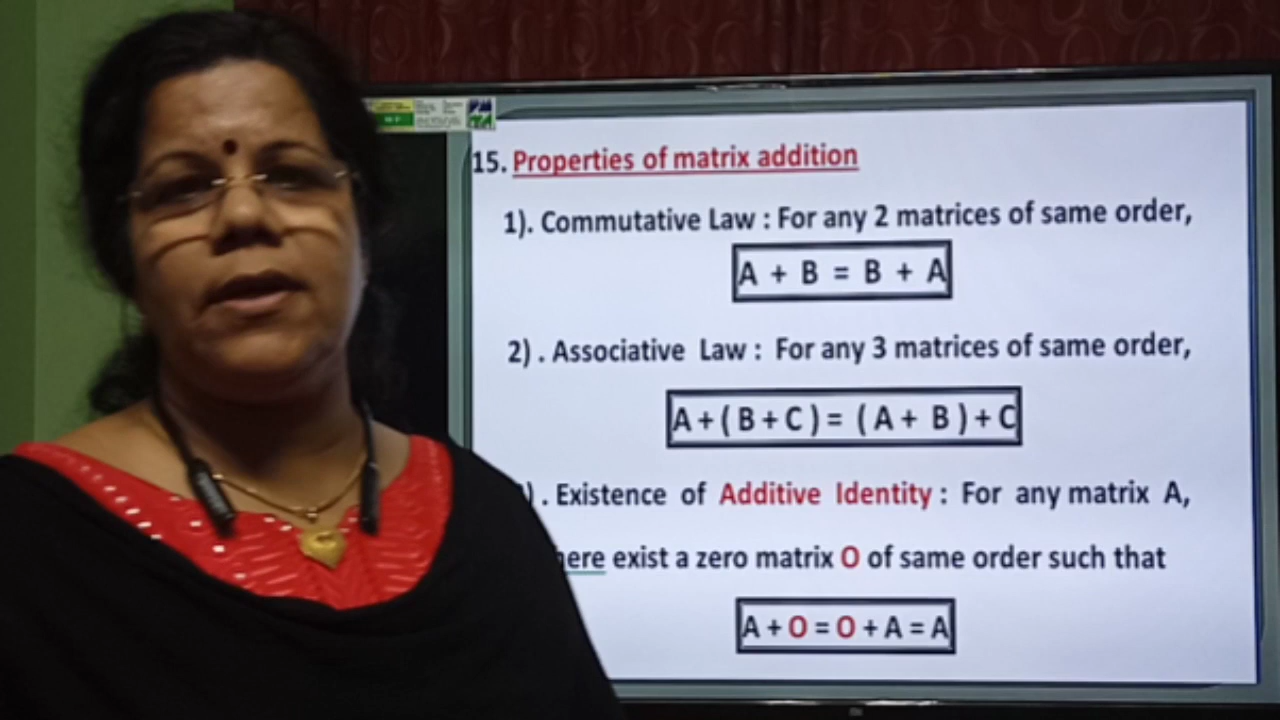 15. Properties of matrix addition
1). Commutative Law : For any 2 matrices of same order,
A + B = B + A
2) . Associative Law : For any 3 matrices of same order,
A + ( B + C ) = ( A + B ) + C
) . Existence of Additive Identity : For any matrix A,
ere exist a zero matrix O of same order such that
A + O = O + A = A